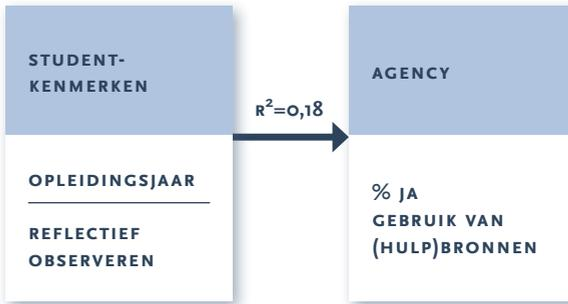 STUDENT-
KENMERKEN
OPLEIDINGSJAAR
REFLECTIEF
OBSERVEREN
R²=0,18
AGENCY
% JA
GEBRUIK VAN
(HULP)BRONNEN